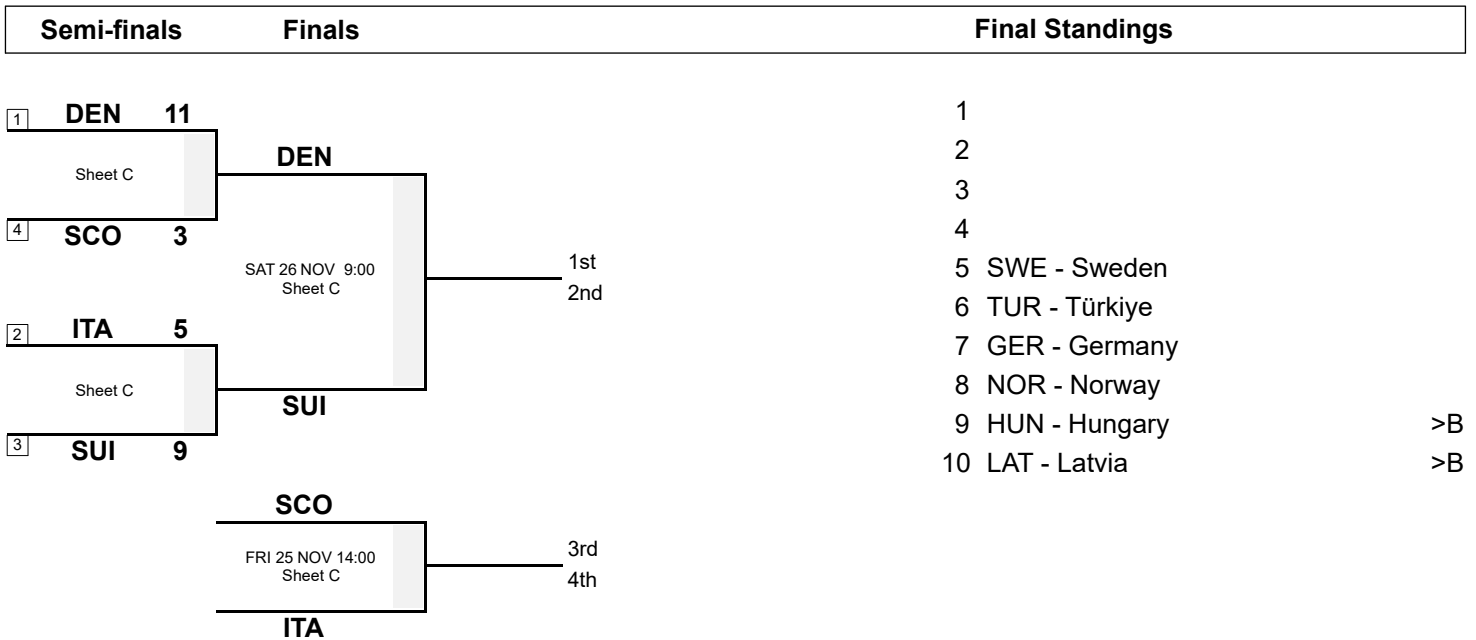 Semi-finals Finals Final Standings
1 DEN 11
Sheet C
4 SCO 3
2 ITA 5
Sheet C
3 SUI 9
DEN
SAT 26 NOV 9:00
Sheet C
SUI
1st
2nd
SCO
FRI 25 NOV 14:00
Sheet C
ITA
3rd
4th
1
2
3
4
5 SWE - Sweden
6 TUR - Türkiye
7 GER - Germany
8 NOR - Norway
9 HUN - Hungary >B
10 LAT - Latvia >B